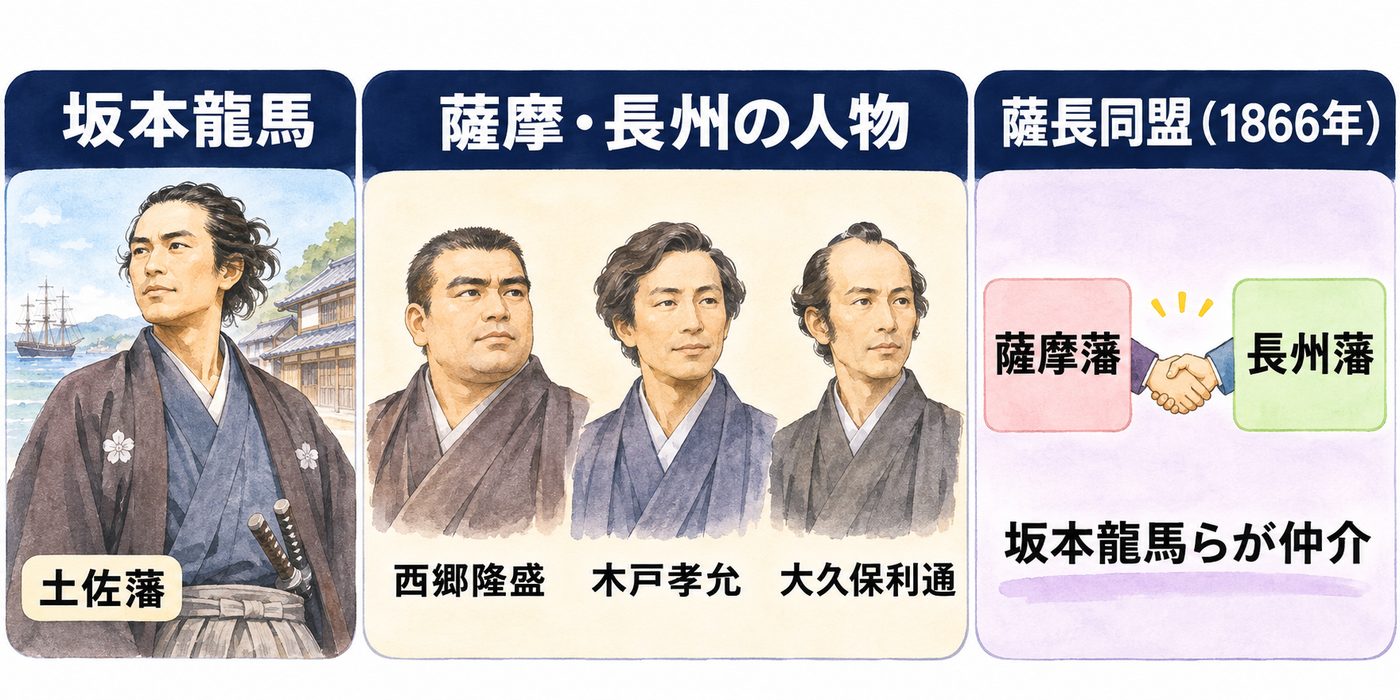 坂本龍馬
土佐藩
薩摩・長州の人物
西郷隆盛
木戸孝允
大久保利通
薩長同盟(1866年)
薩摩藩
長州藩
坂本龍馬らが仲介